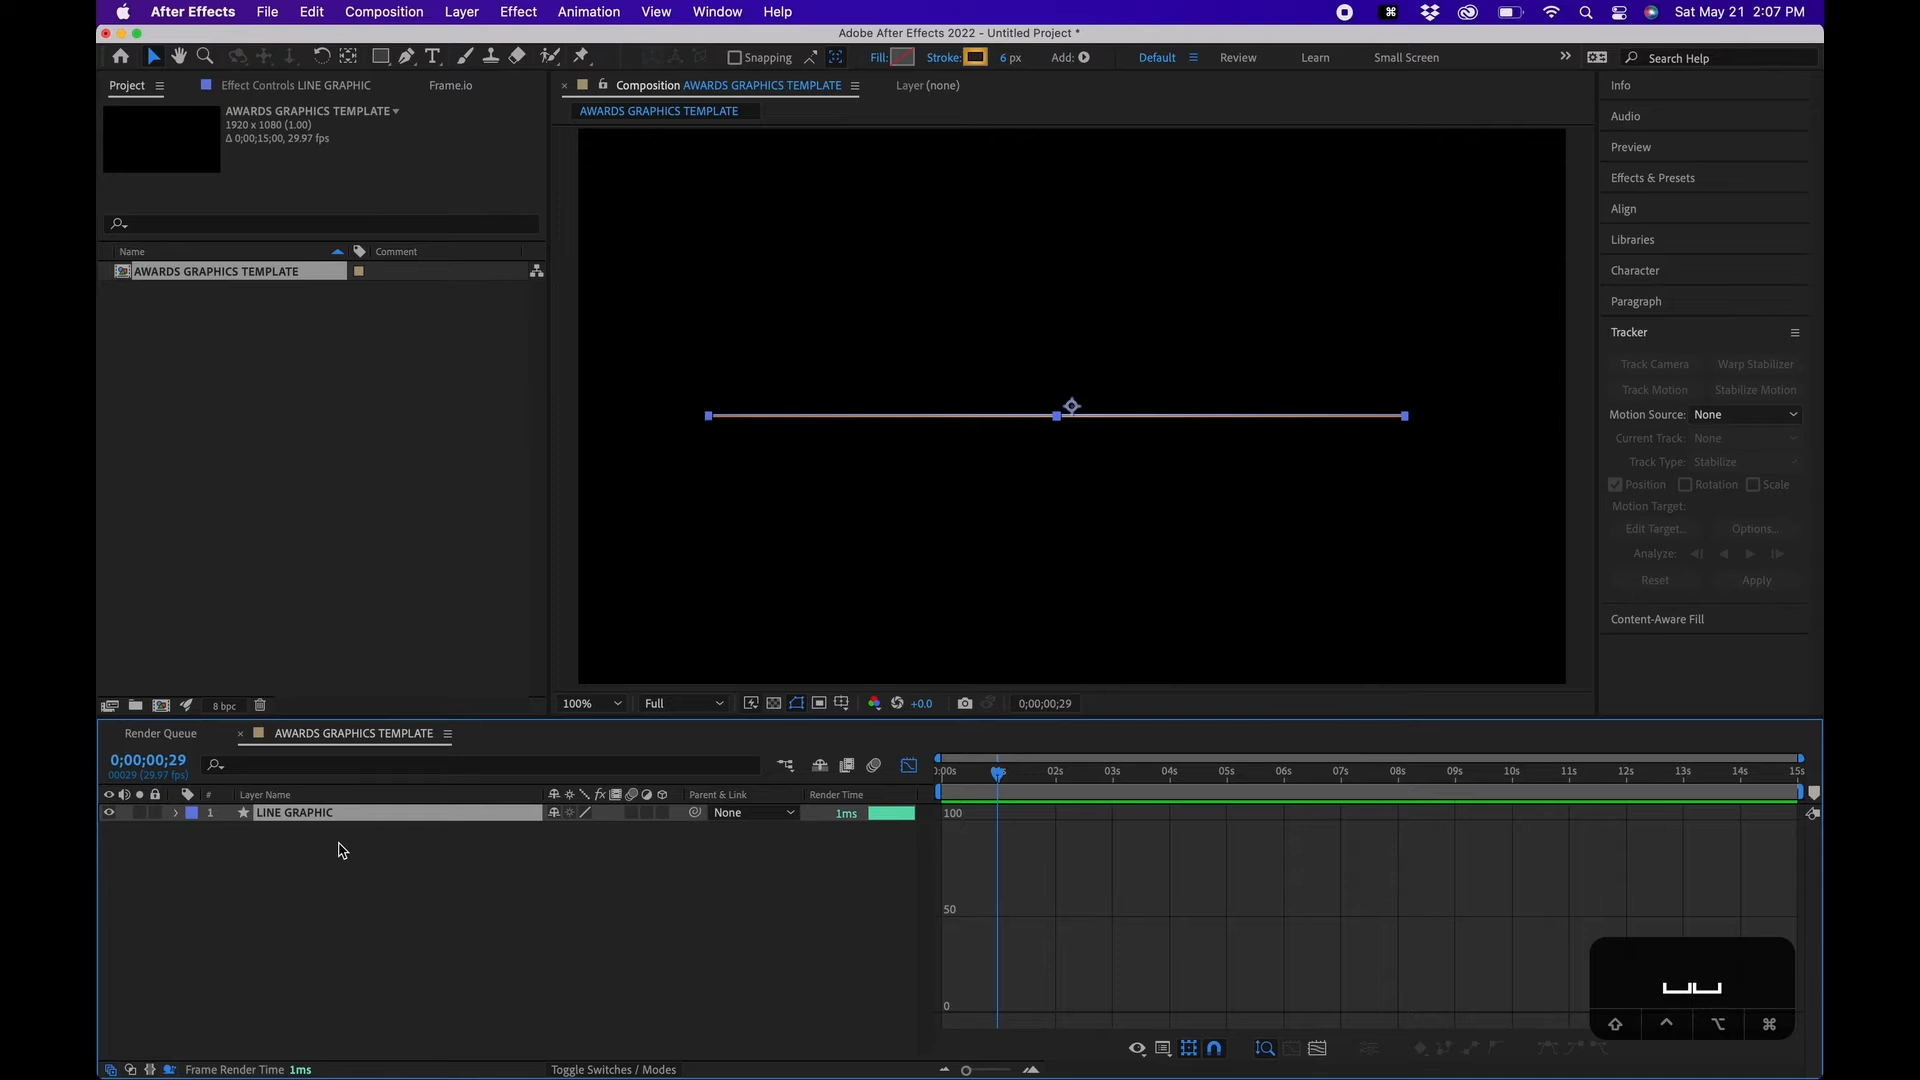 After Effects File Edit Composition Layer Effect Animation View Window Help Sat May 21 2:07 PM
Adobe After Effects 2022 - Untitled Project *
Snapping Fill: Stroke: 6 px Add: Default Review Learn Small Screen Search Help
Project Effect Controls LINE GRAPHIC Frame.io Composition AWARDS GRAPHICS TEMPLATE Layer (none) Info
AWARDS GRAPHICS TEMPLATE AWARDS GRAPHICS TEMPLATE Audio
1920 x 1080 (1.00)
Δ 0;00;15;00, 29.97 fps
Preview
Effects & Presets
Align
Libraries
Name Comment
AWARDS GRAPHICS TEMPLATE
Character
Paragraph
Tracker
Track Camera Warp Stabilizer
Track Motion Stabilize Motion
Motion Source: None
Current Track: None
Track Type: Stabilize
Position Rotation Scale
Motion Target:
Edit Target... Options...
Analyze:
Reset Apply
Content-Aware Fill
8 bpc 100% Full +0.0 0;00;00;29
Render Queue AWARDS GRAPHICS TEMPLATE
0;00;00;29
00029 (29.97 fps)
:00s 02s 03s 04s 05s 06s 07s 08s 09s 10s 11s 12s 13s 14s 15s
# Layer Name fx Parent & Link Render Time
1 LINE GRAPHIC None 1ms 100
50
0
Frame Render Time 1ms Toggle Switches / Modes